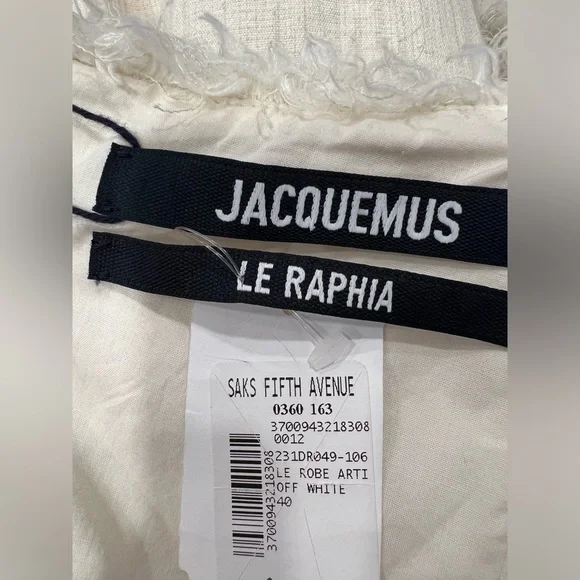 JACQUEMUS
LE RAPHIA
SAKS FIFTH AVENUE
0360 163
3700943218308
0012
231DR049-106
LE ROBE ARTI
OFF WHITE
40
3700943218308